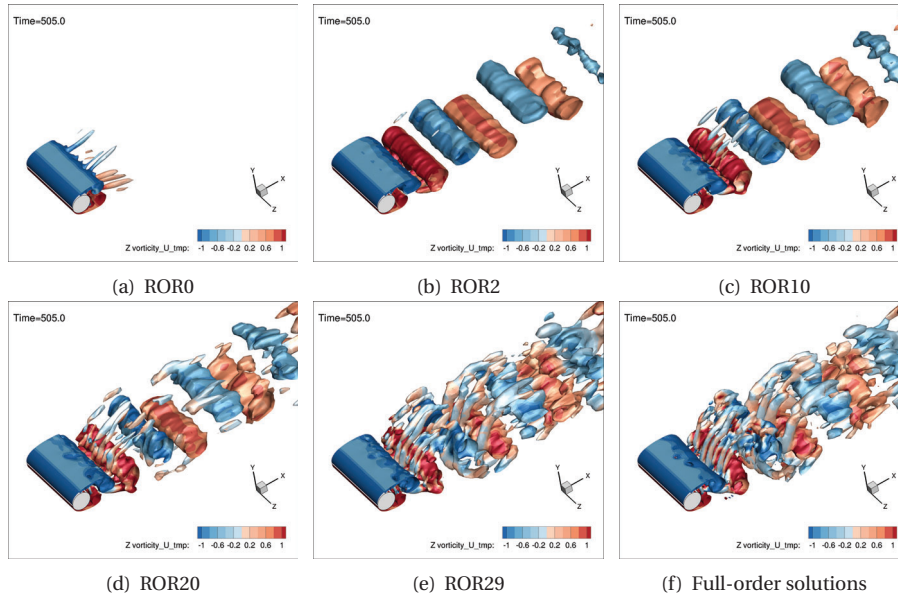 Time=505.0
Y
X
Z
Z vorticity_U_tmp: -1 -0.6 -0.2 0.2 0.6 1
(a) ROR0
Time=505.0
Y
X
Z
Z vorticity_U_tmp: -1 -0.6 -0.2 0.2 0.6 1
(b) ROR2
Time=505.0
Y
X
Z
Z vorticity_U_tmp: -1 -0.6 -0.2 0.2 0.6 1
(c) ROR10
Time=505.0
Y
X
Z
Z vorticity_U_tmp: -1 -0.6 -0.2 0.2 0.6 1
(d) ROR20
Time=505.0
Y
X
Z
Z vorticity_U_tmp: -1 -0.6 -0.2 0.2 0.6 1
(e) ROR29
Time=505.0
Y
X
Z
Z vorticity_U_tmp: -1 -0.6 -0.2 0.2 0.6 1
(f) Full-order solutions